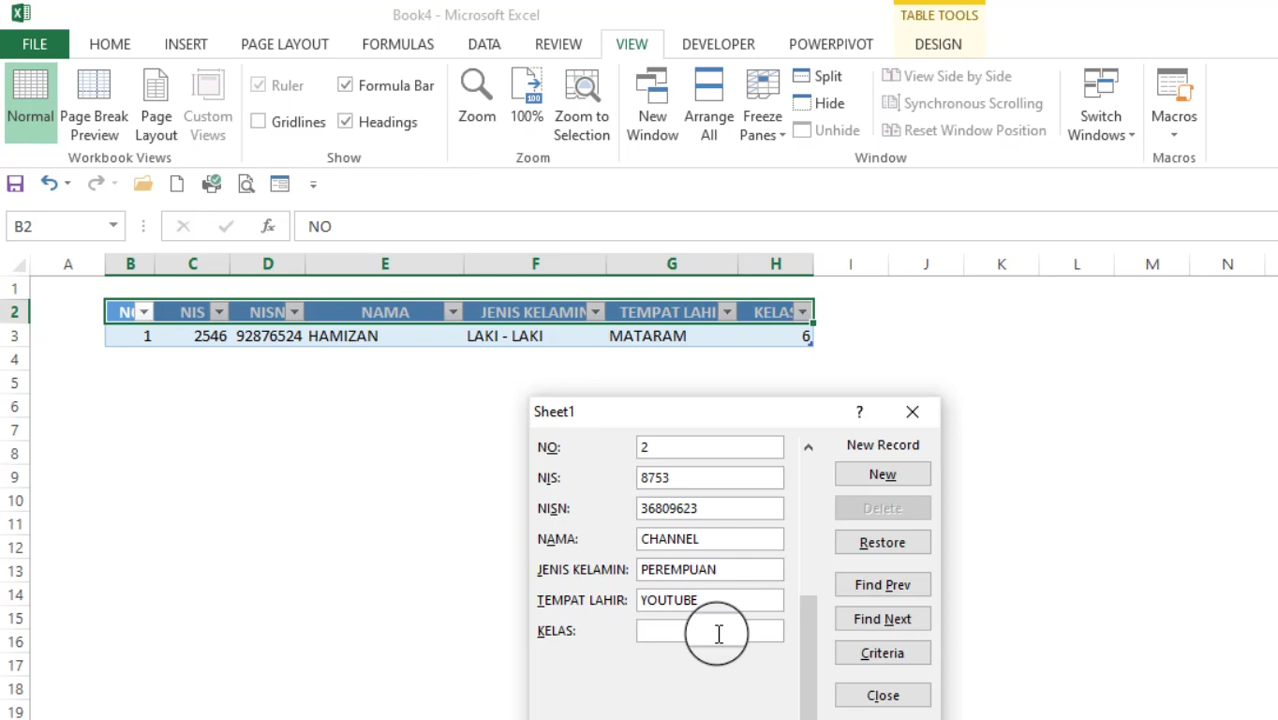 Book4 - Microsoft Excel
TABLE TOOLS
FILE HOME INSERT PAGE LAYOUT FORMULAS DATA REVIEW VIEW DEVELOPER POWERPIVOT DESIGN
Normal
Page Break Preview
Page Layout
Custom Views
Workbook Views
Ruler
Formula Bar
Gridlines
Headings
Show
Zoom
100%
Zoom to Selection
Zoom
New Window
Arrange All
Freeze Panes
Split
Hide
Unhide
View Side by Side
Synchronous Scrolling
Reset Window Position
Window
Switch Windows
Macros
Macros
B2
fx
NO
A B C D E F G H I J K L M N
1
2 NIS NISN NAMA JENIS KELAMIN TEMPAT LAHI KELAS
3 1 2546 92876524 HAMIZAN LAKI - LAKI MATARAM 6
4
5
6
7
8
9
10
11
12
13
14
15
16
17
18
19
Sheet1 ?
NO: 2
NIS: 8753
NISN: 36809623
NAMA: CHANNEL
JENIS KELAMIN: PEREMPUAN
TEMPAT LAHIR: YOUTUBE
KELAS:
New Record
New
Delete
Restore
Find Prev
Find Next
Criteria
Close